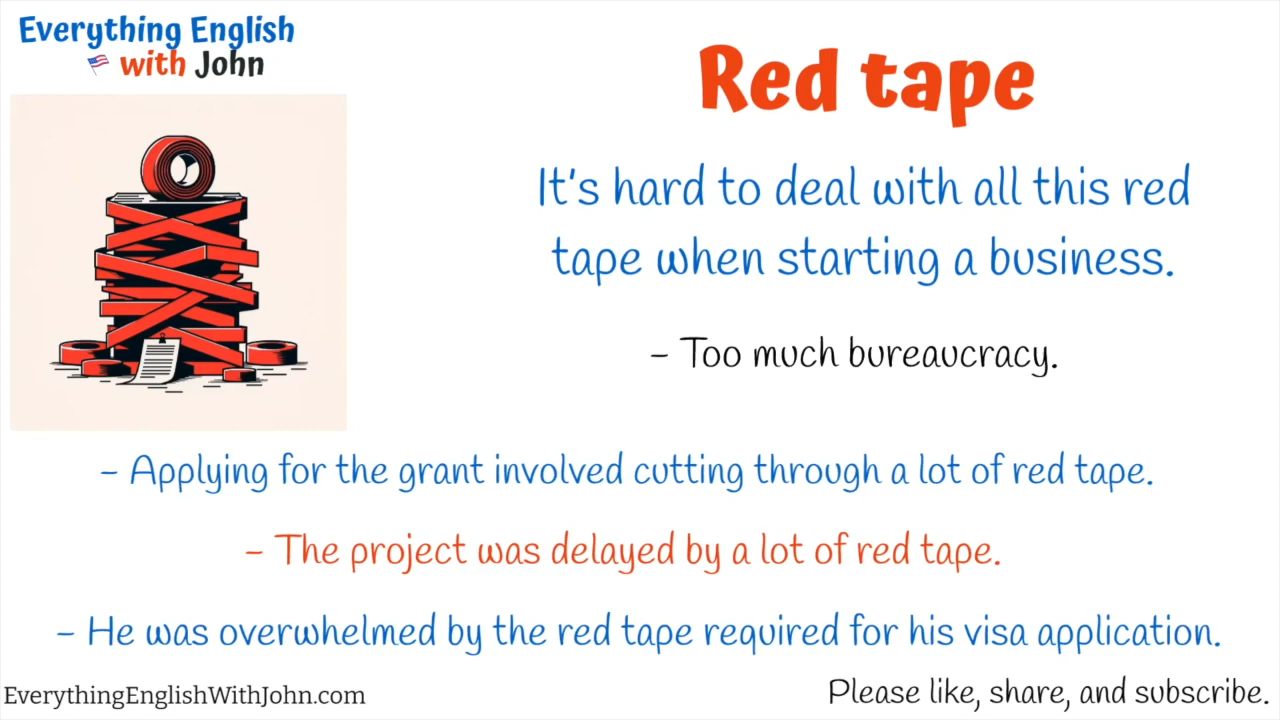 Everything English
with John
Red tape
It's hard to deal with all this red
tape when starting a business.
- Too much bureaucracy.
- Applying for the grant involved cutting through a lot of red tape.
- The project was delayed by a lot of red tape.
- He was overwhelmed by the red tape required for his visa application.
EverythingEnglishWithJohn.com
Please like, share, and subscribe.